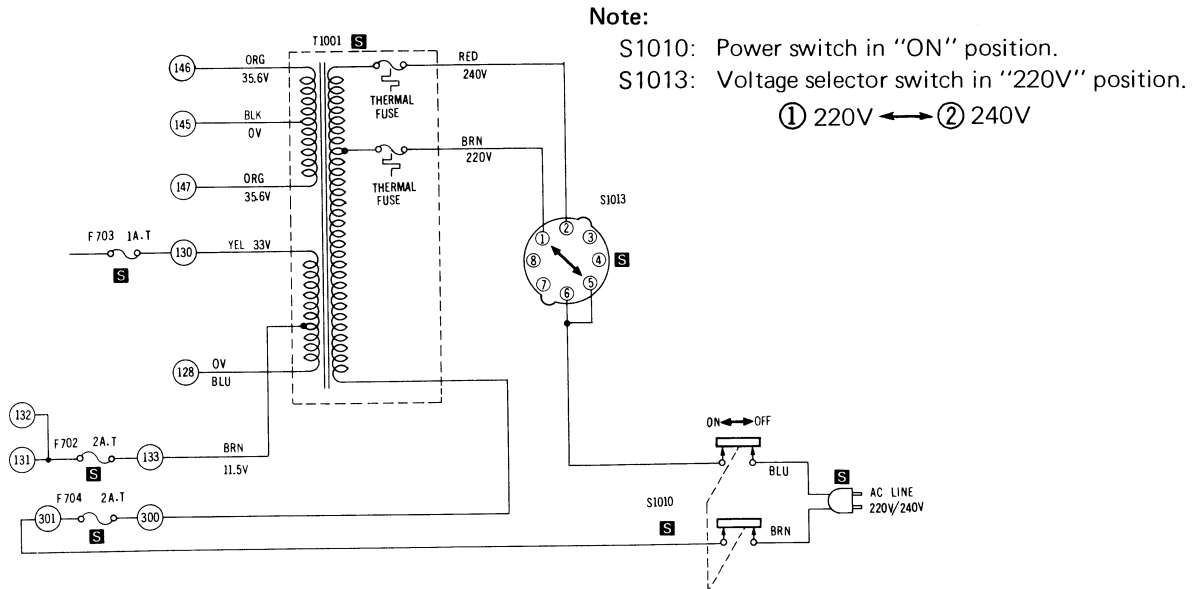 Note:
S1010: Power switch in "ON" position.
S1013: Voltage selector switch in "220V" position.
① 220V ↔ ② 240V
T1001 S
146 ORG 35.6V
145 BLK 0V
147 ORG 35.6V
F703 1A.T
S
130 YEL 33V
128 0V BLU
132
131 F702 2A.T 133 BRN 11.5V
S
301 F704 2A.T 300
S
THERMAL
FUSE
RED
240V
THERMAL
FUSE
BRN
220V
S1013
S
1 2 3 4 5 6 7 8
ON ↔ OFF
BLU
S
AC LINE
220V/240V
S1010
S
BRN